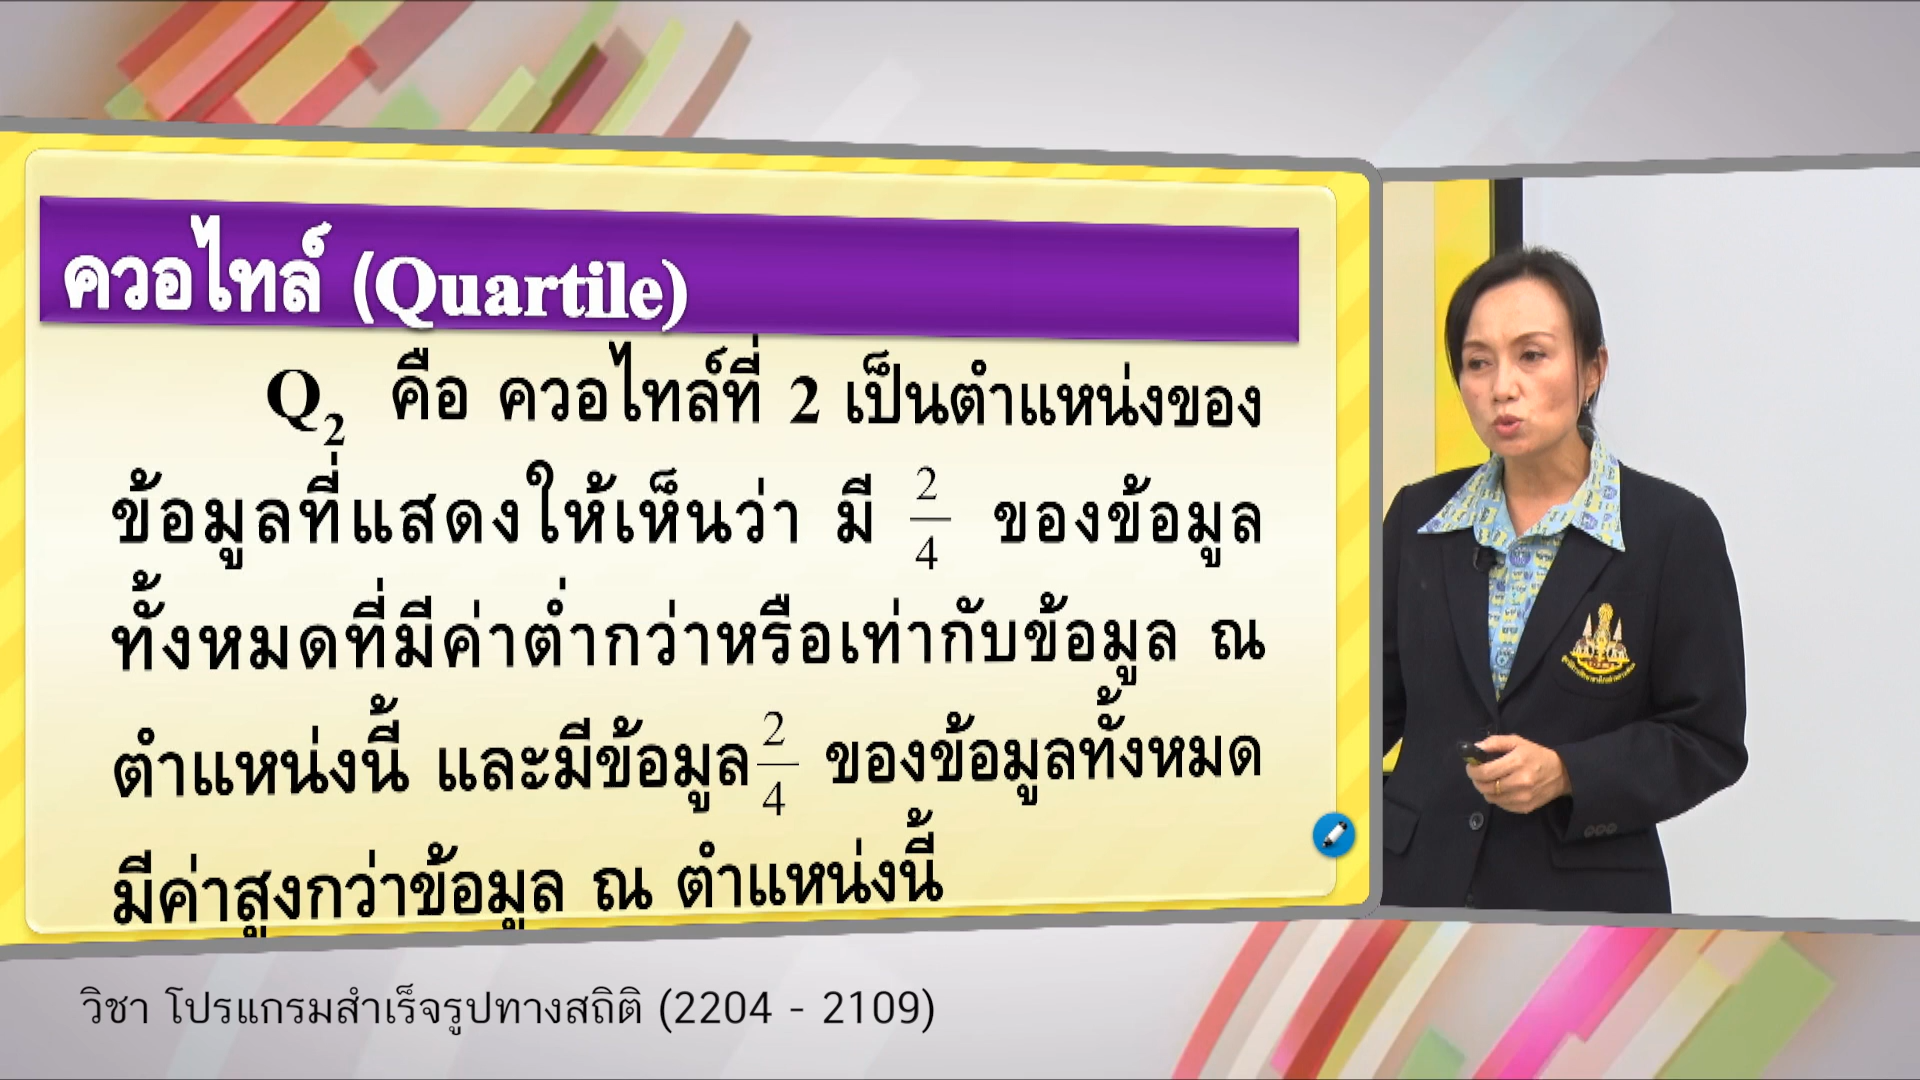 ควอไทล์ (Quartile)
Q2 คือ ควอไทล์ที่ 2 เป็นตำแหน่งของ
ข้อมูลที่แสดงให้เห็นว่า มี 2/4 ของข้อมูล
ทั้งหมดที่มีค่าต่ำกว่าหรือเท่ากับข้อมูล ณ
ตำแหน่งนี้ และมีข้อมูล 2/4 ของข้อมูลทั้งหมด
มีค่าสูงกว่าข้อมูล ณ ตำแหน่งนี้
วิชา โปรแกรมสำเร็จรูปทางสถิติ (2204 - 2109)